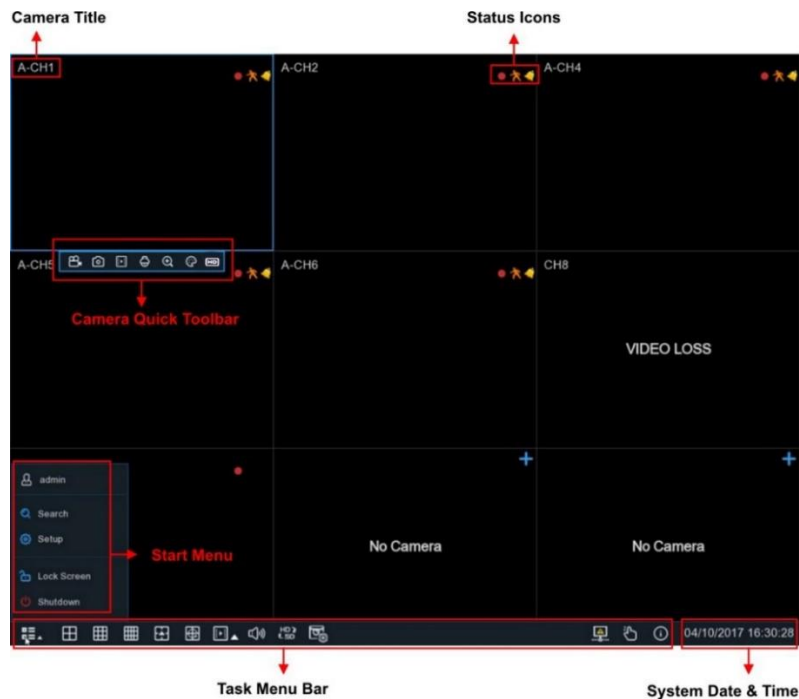 Camera Title
Status Icons
A-CH1
A-CH2
A-CH4
A-CH5
A-CH6
CH8
Camera Quick Toolbar
VIDEO LOSS
admin
Search
Setup
Start Menu
No Camera
No Camera
Lock Screen
Shutdown
HD
SD
04/10/2017 16:30:28
Task Menu Bar
System Date & Time